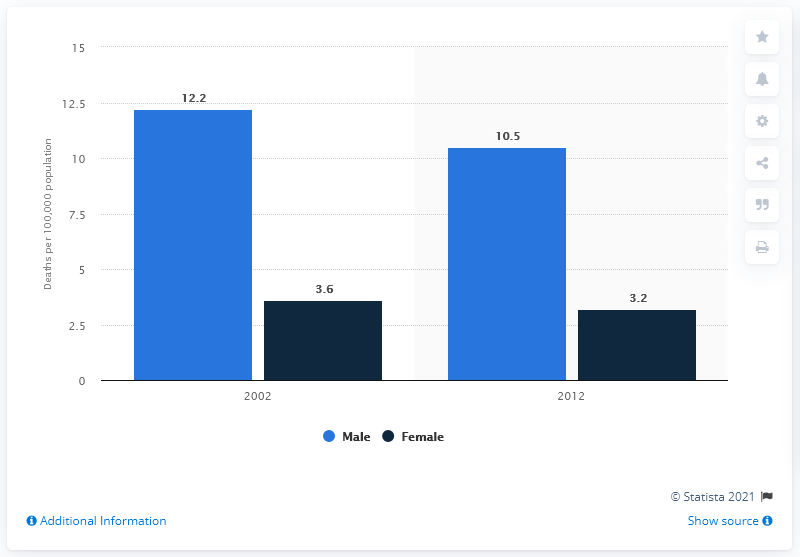 15
12.5
10
7.5
5
2.5
0
Deaths per 100,000 population
12.2
3.6
10.5
3.2
2002
2012
Male Female
© Statista 2021
Additional Information
Show source